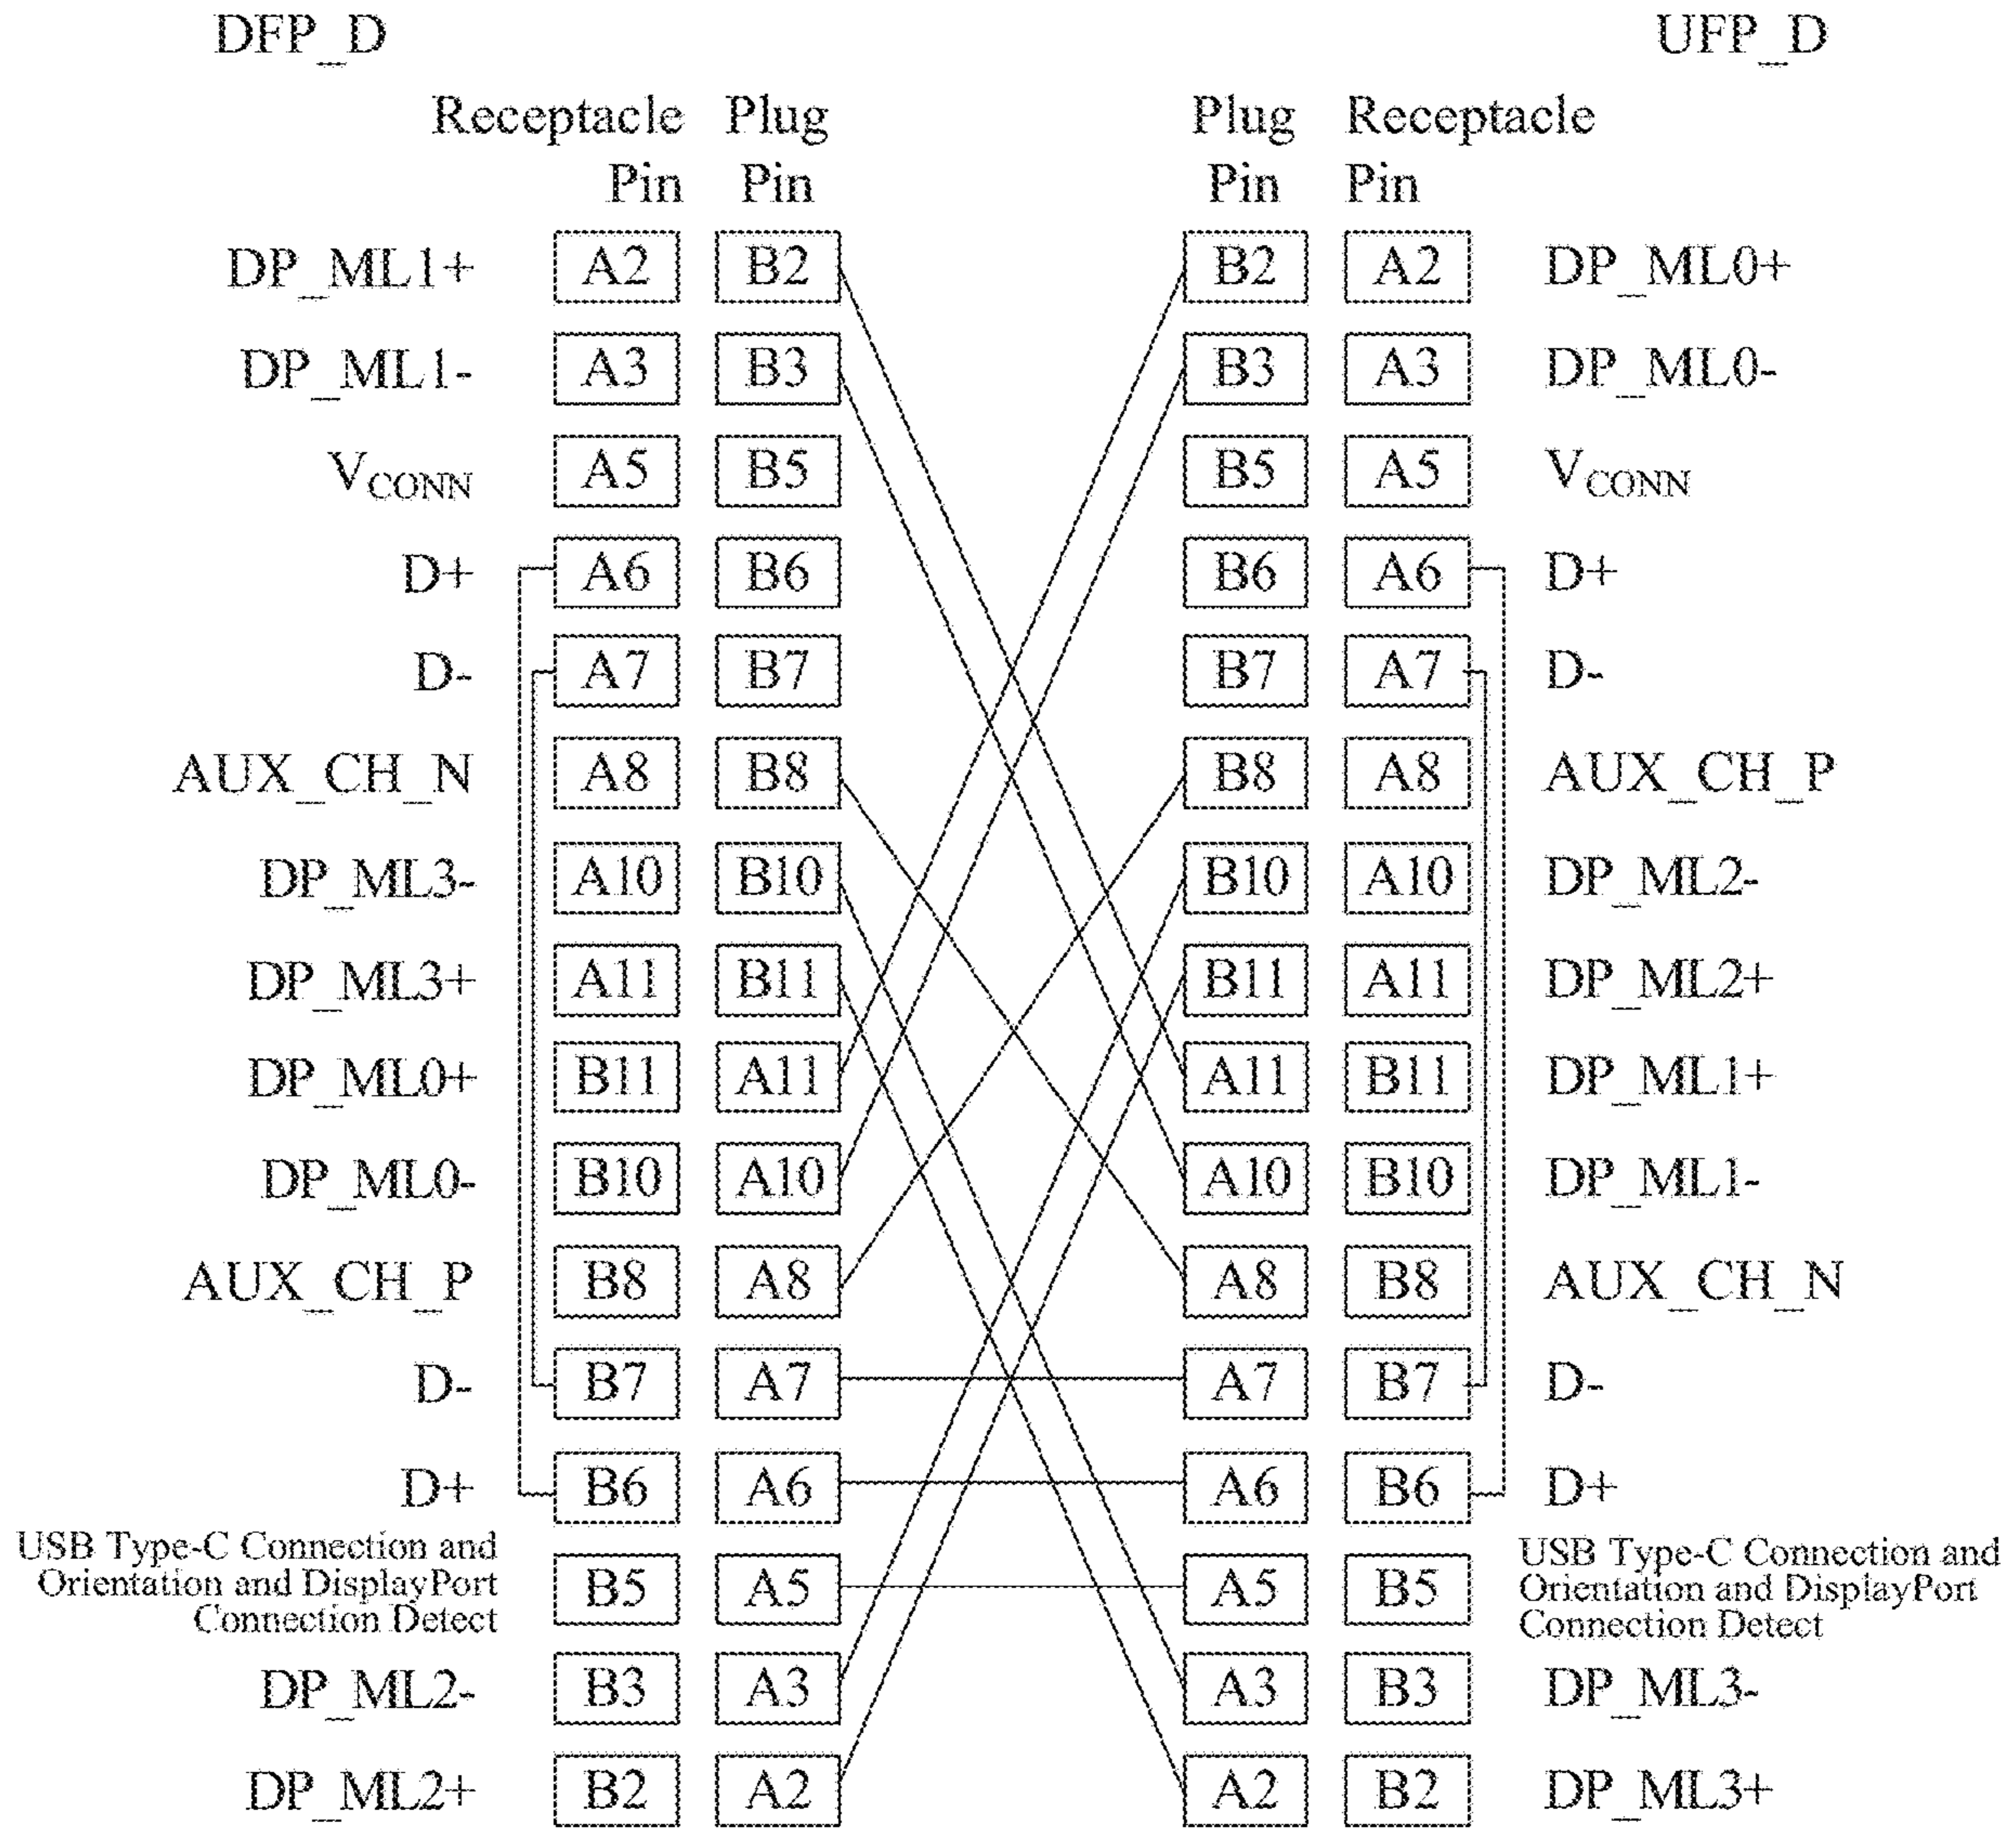 DFP_D UFP_D
Receptacle Plug Plug Receptacle
Pin Pin Pin Pin
DP_ML1+ A2 B2 B2 A2 DP_ML0+
DP_ML1- A3 B3 B3 A3 DP_ML0-
VCONN A5 B5 B5 A5 VCONN
D+ A6 B6 B6 A6 D+
D- A7 B7 B7 A7 D-
AUX_CH_N A8 B8 B8 A8 AUX_CH_P
DP_ML3- A10 B10 B10 A10 DP_ML2-
DP_ML3+ A11 B11 B11 A11 DP_ML2+
DP_ML0+ B11 A11 A11 B11 DP_ML1+
DP_ML0- B10 A10 A10 B10 DP_ML1-
AUX_CH_P B8 A8 A8 B8 AUX_CH_N
D- B7 A7 A7 B7 D-
D+ B6 A6 A6 B6 D+
USB Type-C Connection and
Orientation and DisplayPort
Connection Detect
B5 A5 A5 B5
USB Type-C Connection and
Orientation and DisplayPort
Connection Detect
DP_ML2- B3 A3 A3 B3 DP_ML3-
DP_ML2+ B2 A2 A2 B2 DP_ML3+